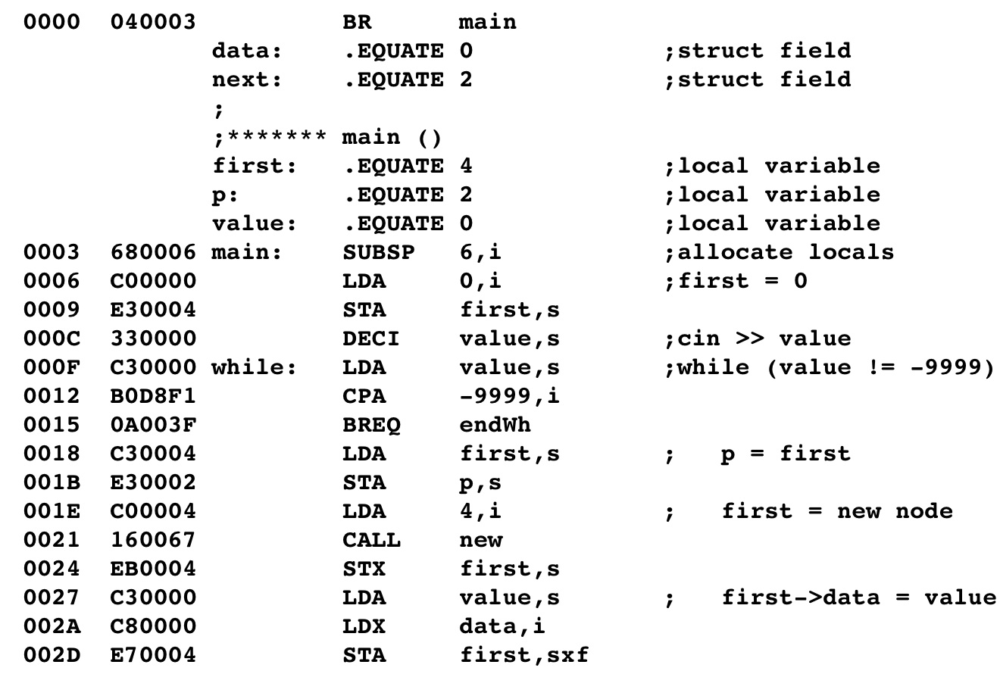 0000  040003          BR      main
             data:    .EQUATE 0             ;struct field
             next:    .EQUATE 2             ;struct field
             ;
             ;******* main ()
             first:   .EQUATE 4             ;local variable
             p:       .EQUATE 2             ;local variable
             value:   .EQUATE 0             ;local variable
0003  680006 main:    SUBSP   6,i           ;allocate locals
0006  C00000          LDA     0,i           ;first = 0
0009  E30004          STA     first,s
000C  330000          DECI    value,s       ;cin >> value
000F  C30000 while:   LDA     value,s       ;while (value != -9999)
0012  B0D8F1          CPA     -9999,i
0015  0A003F          BREQ    endWh
0018  C30004          LDA     first,s       ;   p = first
001B  E30002          STA     p,s
001E  C00004          LDA     4,i           ;   first = new node
0021  160067          CALL    new
0024  EB0004          STX     first,s
0027  C30000          LDA     value,s       ;   first->data = value
002A  C80000          LDX     data,i
002D  E70004          STA     first,sxf